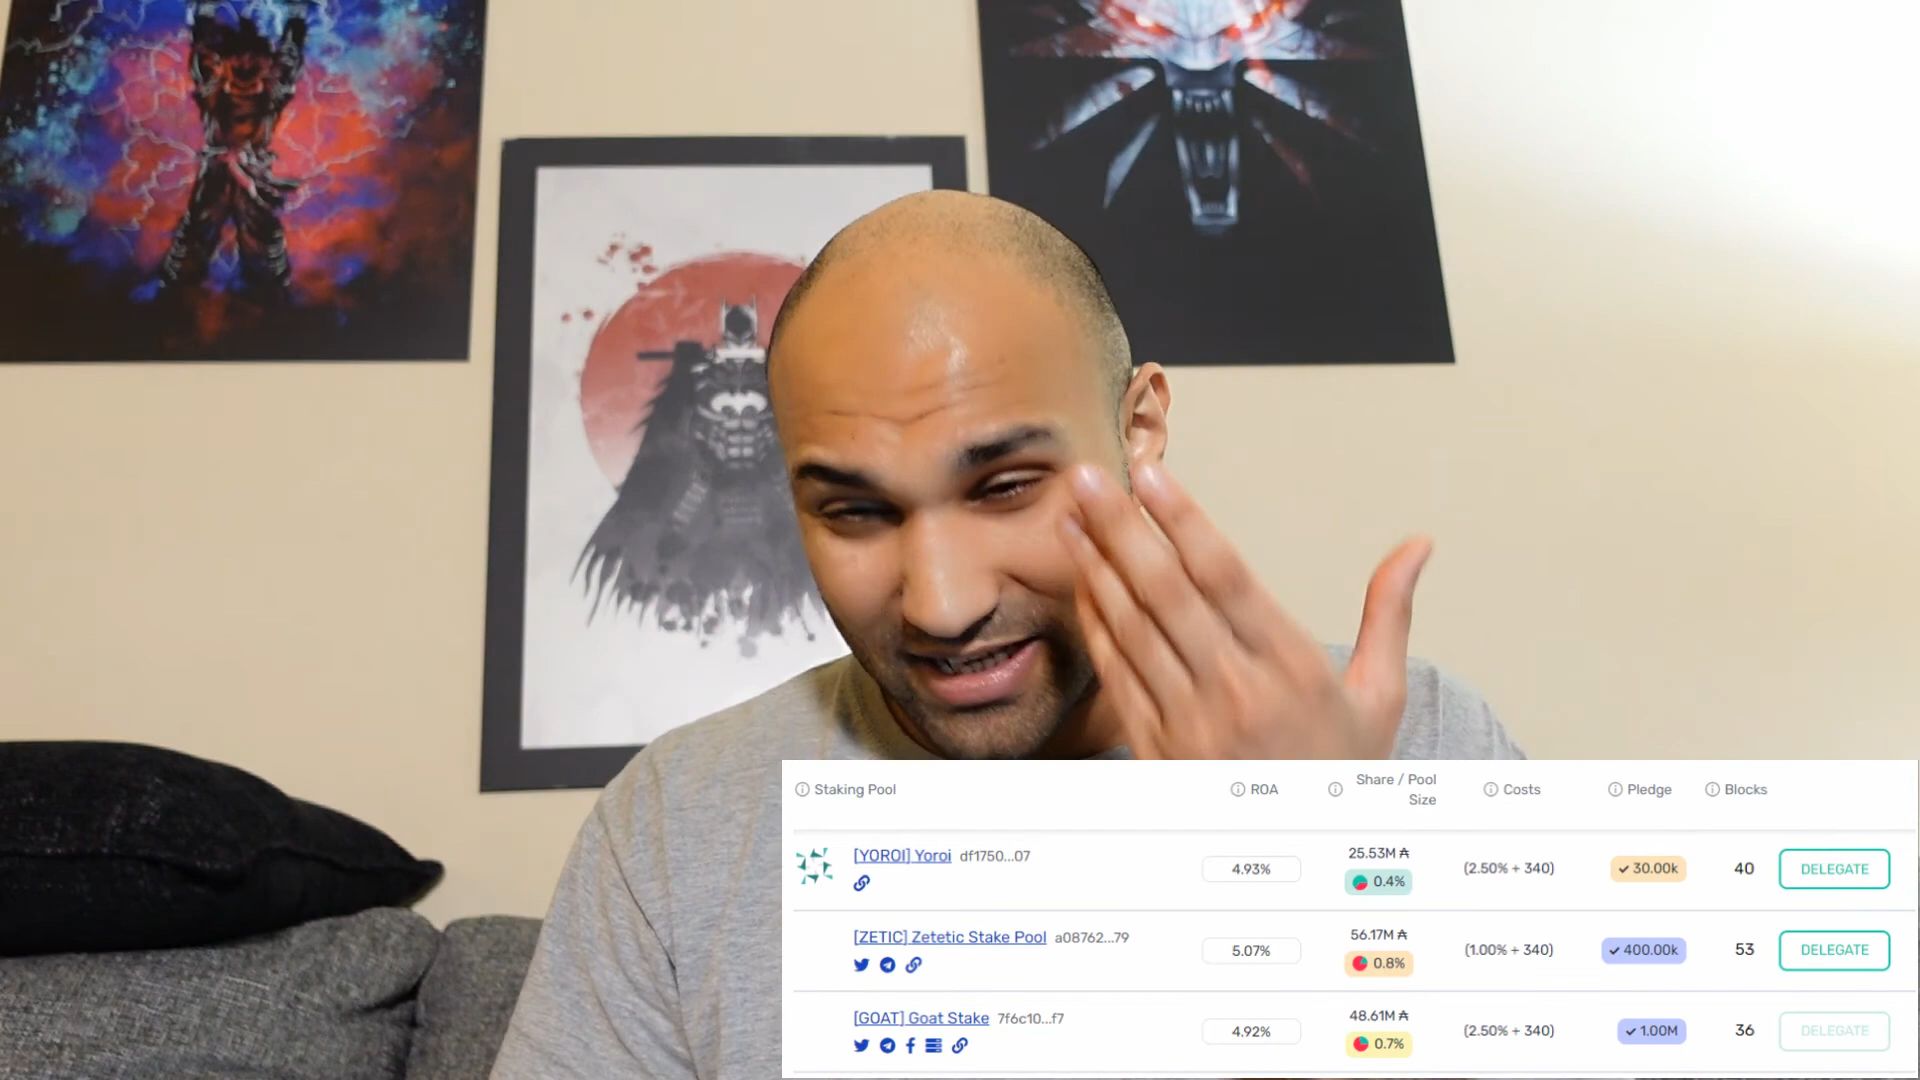 Staking Pool ROA Share / Pool Size Costs Pledge Blocks
[YOROI] Yoroi df1750...07 4.93% 25.53M ₳ 0.4% (2.50% + 340) 30.00k 40 DELEGATE
[ZETIC] Zetetic Stake Pool a08762...79 5.07% 56.17M ₳ 0.8% (1.00% + 340) 400.00k 53 DELEGATE
[GOAT] Goat Stake 7f6c10...f7 4.92% 48.61M ₳ 0.7% (2.50% + 340) 1.00M 36 DELEGATE